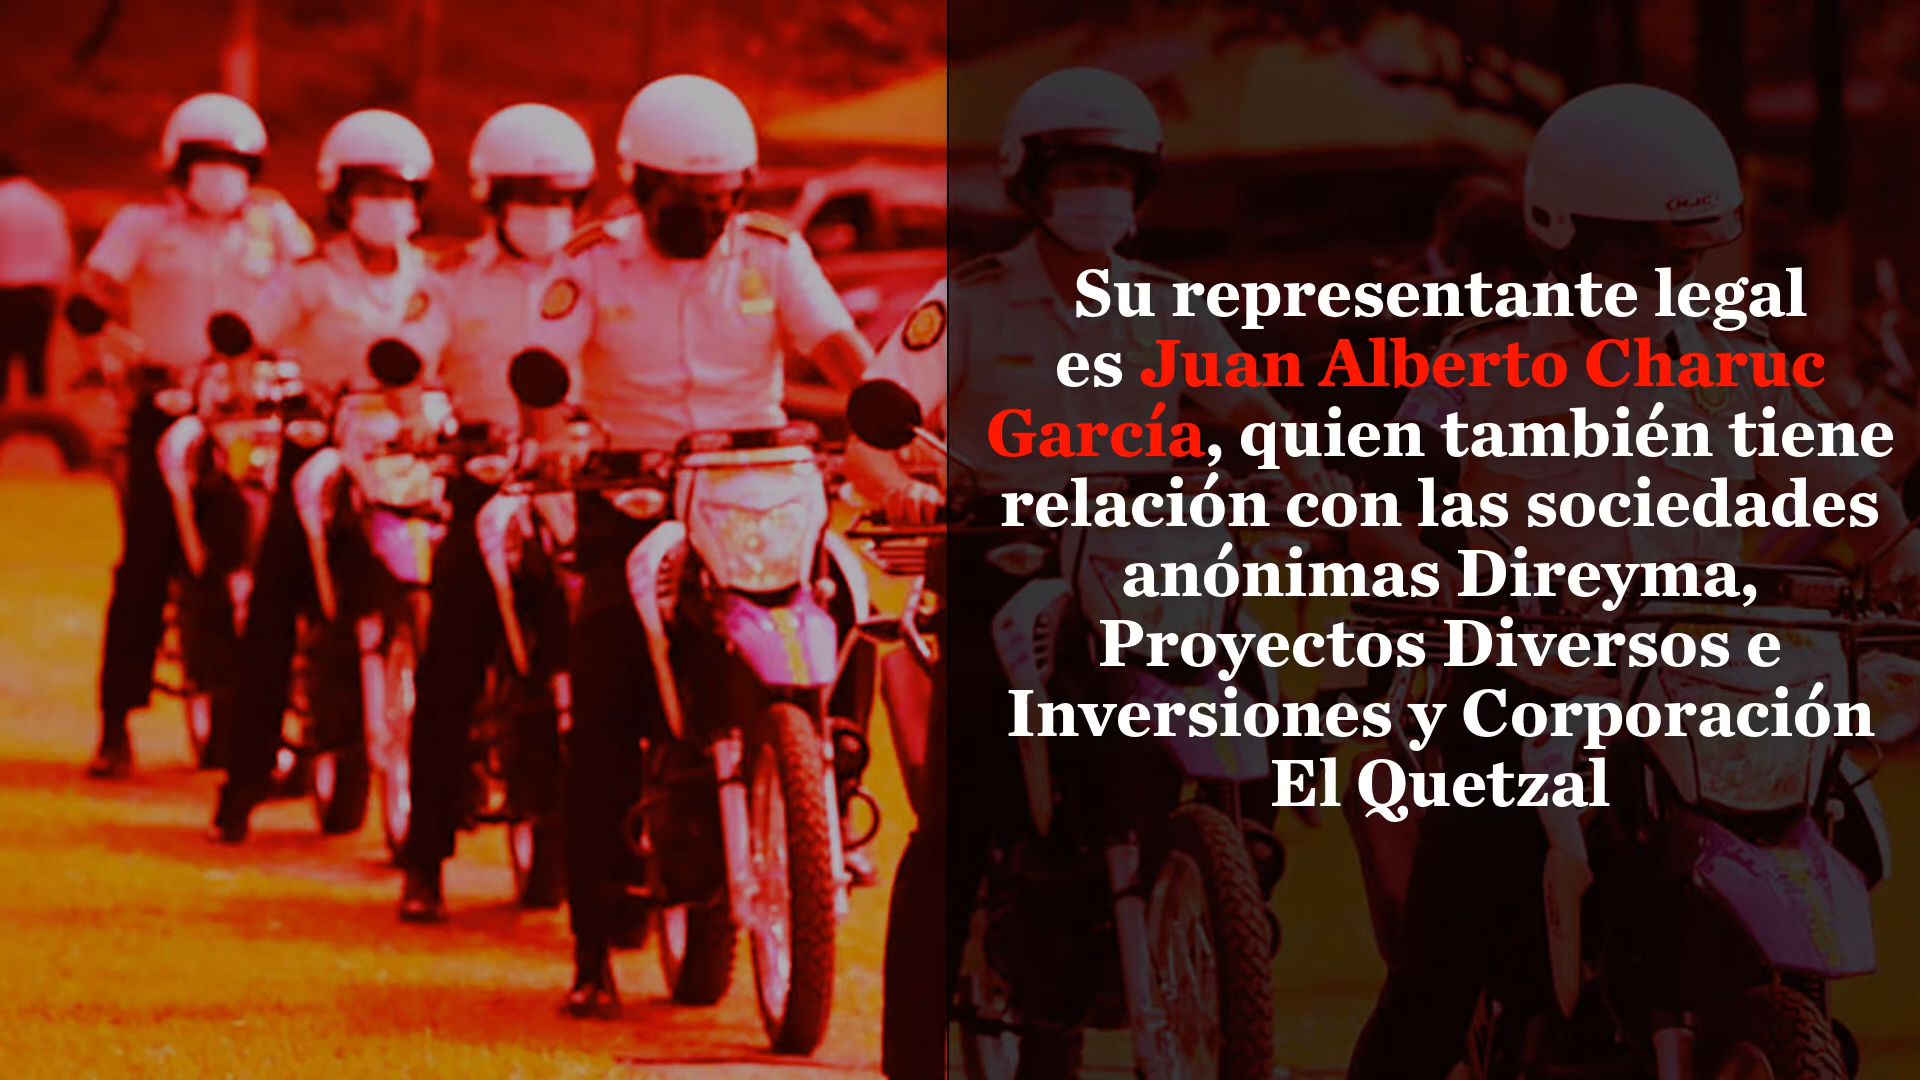 Su representante legal
es Juan Alberto Charuc
García, quien también tiene
relación con las sociedades
anónimas Direyma,
Proyectos Diversos e
Inversiones y Corporación
El Quetzal
HJC